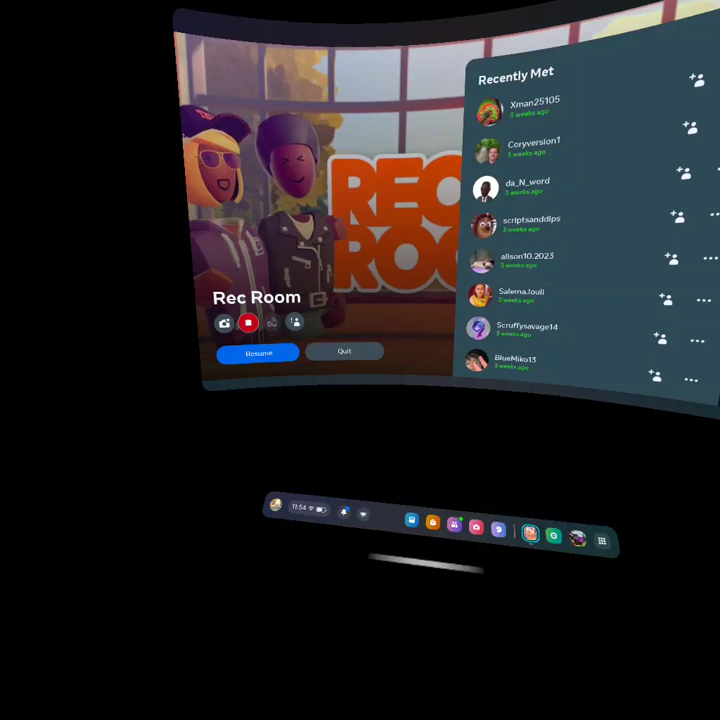 Recently Met
Xman25105
3 weeks ago
Coryversion1
3 weeks ago
da_N_word
3 weeks ago
scriptsanddips
3 weeks ago
alison10.2023
3 weeks ago
Salema.louli
3 weeks ago
Scruffysavage14
3 weeks ago
BlueMiko13
3 weeks ago
REC
ROO
Rec Room
Resume
Quit
11:54